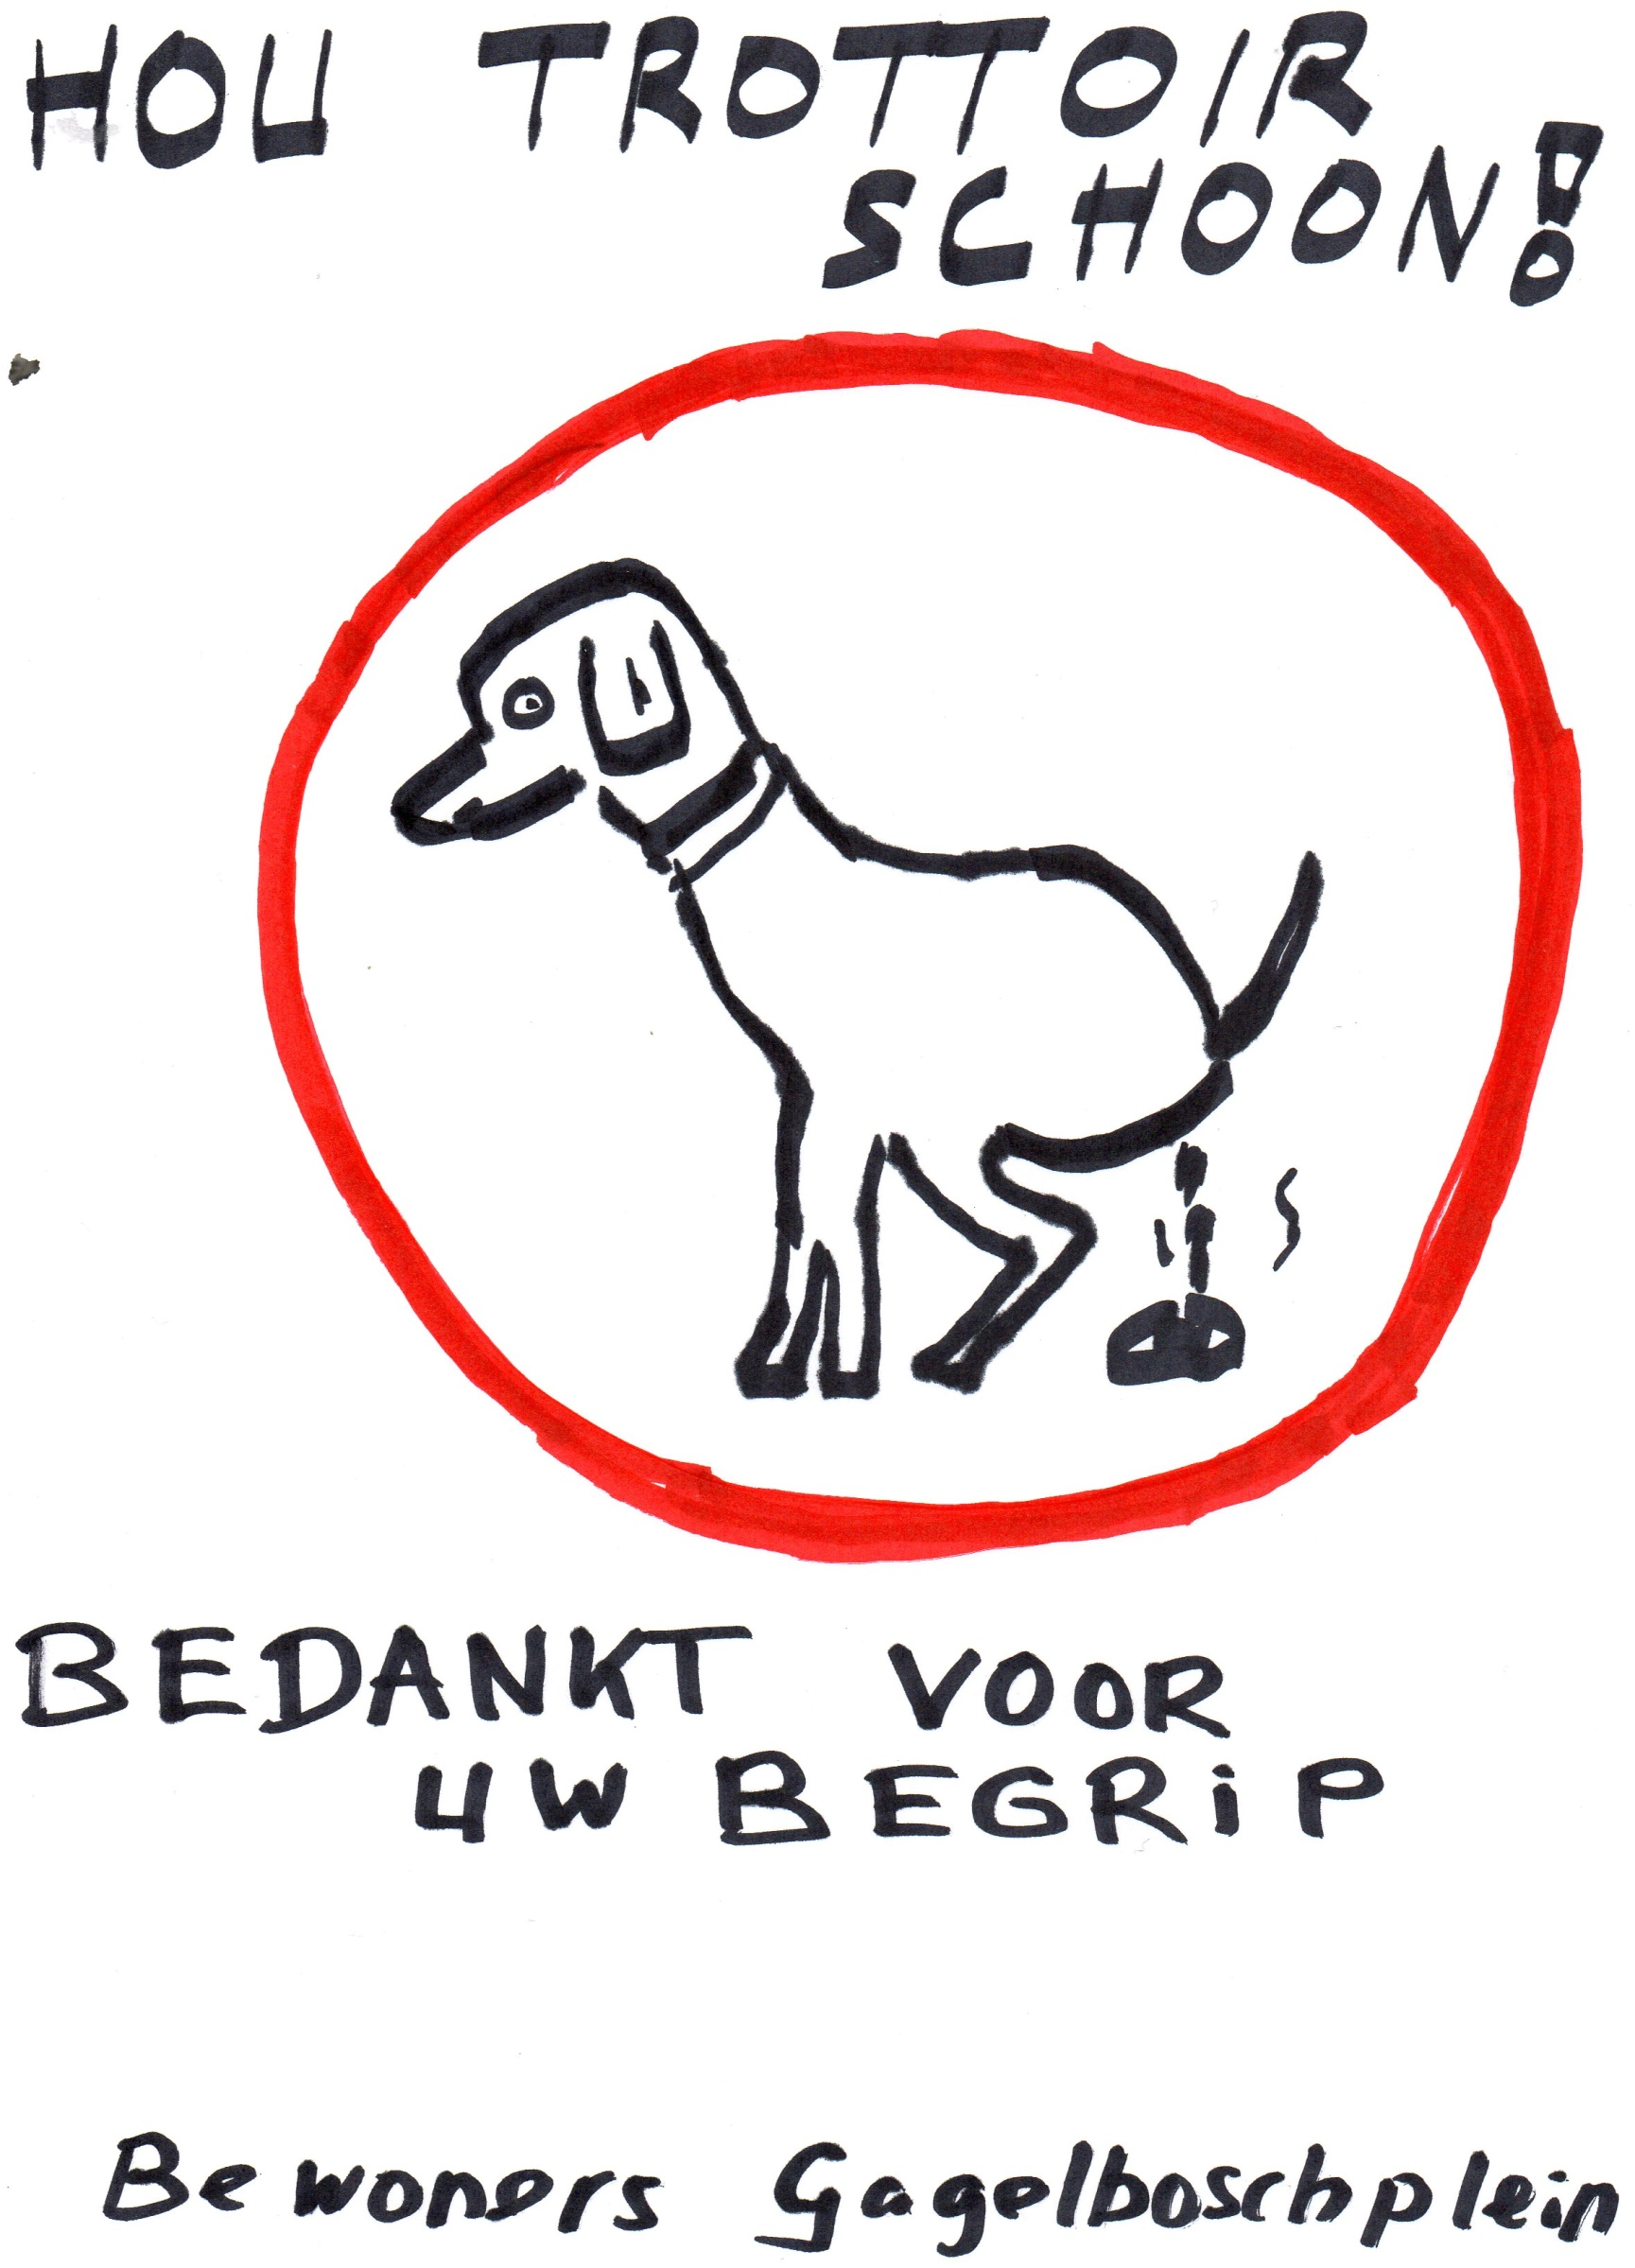 HOU TROTTOIR
SCHOON!
BEDANKT VOOR
UW BEGRiP
Bewoners Gagelboschplein